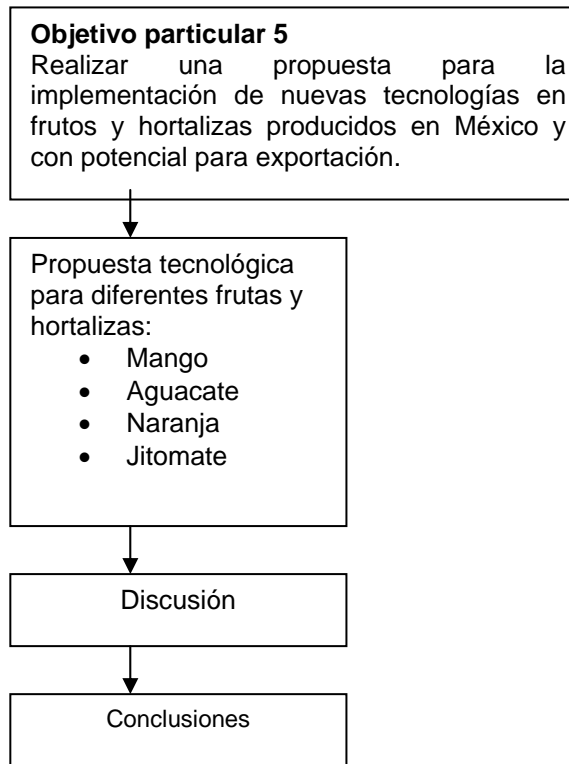 Objetivo particular 5
Realizar una propuesta para la
implementación de nuevas tecnologías en
frutos y hortalizas producidos en México y
con potencial para exportación.
Propuesta tecnológica
para diferentes frutas y
hortalizas:
• Mango
• Aguacate
• Naranja
• Jitomate
Discusión
Conclusiones